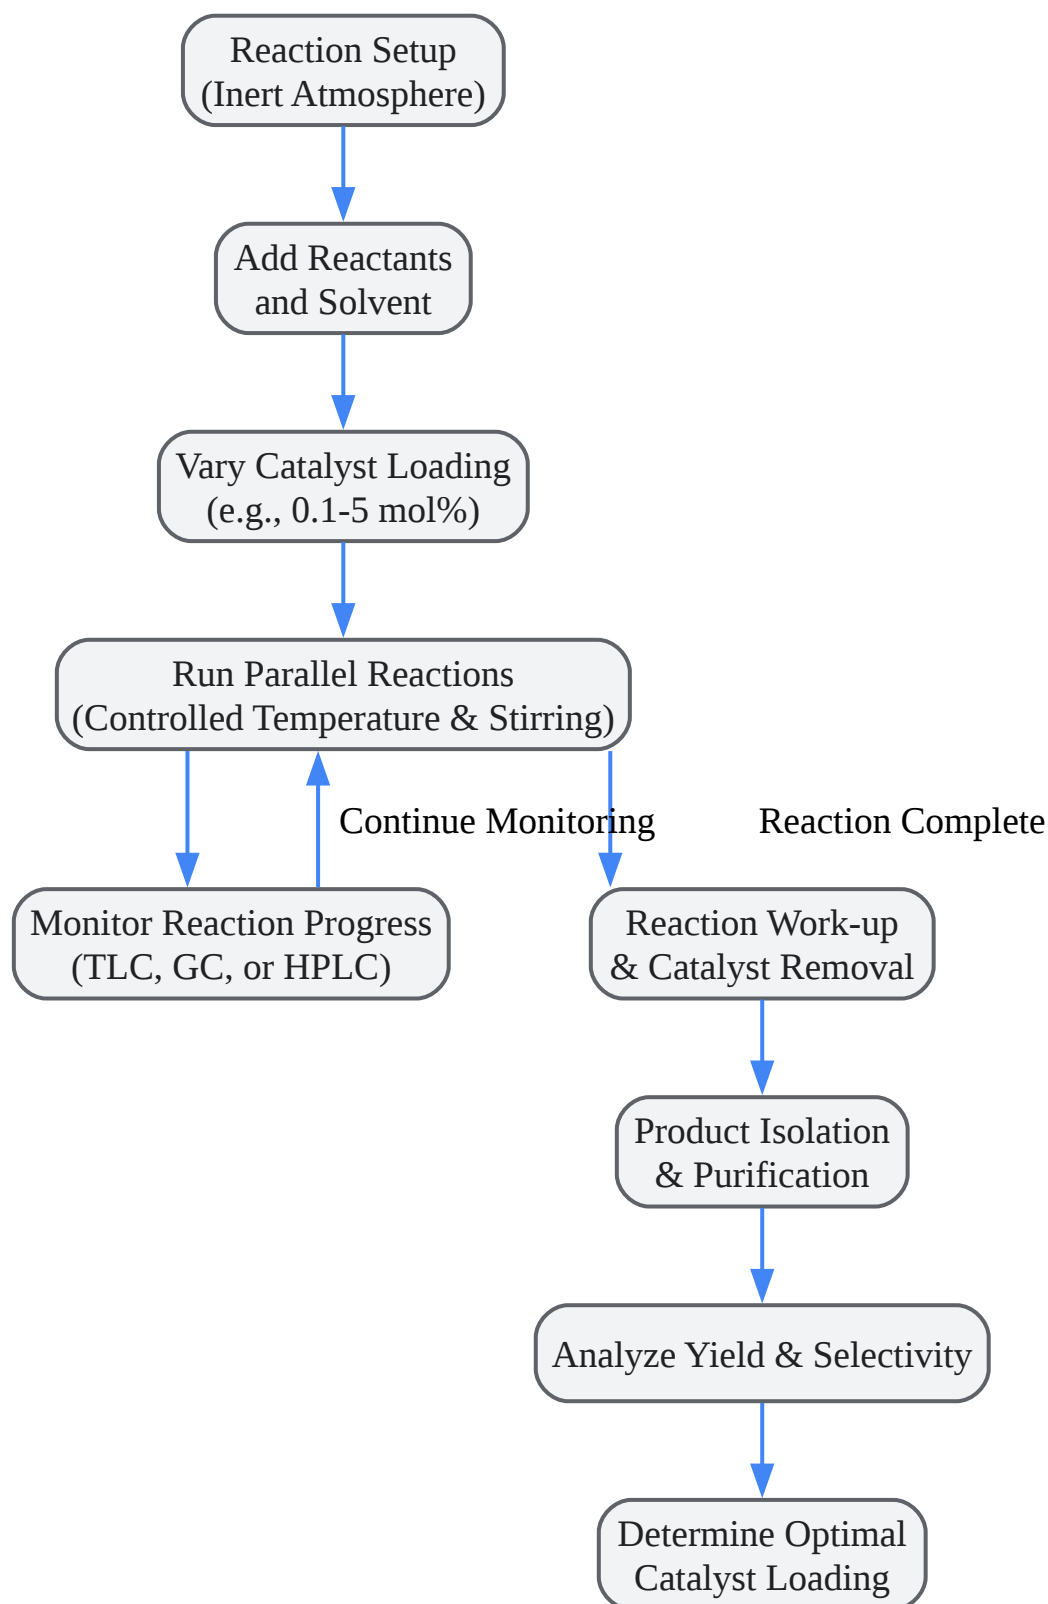 Reaction Setup
(Inert Atmosphere)
Add Reactants
and Solvent
Vary Catalyst Loading
(e.g., 0.1-5 mol%)
Run Parallel Reactions
(Controlled Temperature & Stirring)
Continue Monitoring
Reaction Complete
Monitor Reaction Progress
(TLC, GC, or HPLC)
Reaction Work-up
& Catalyst Removal
Product Isolation
& Purification
Analyze Yield & Selectivity
Determine Optimal
Catalyst Loading